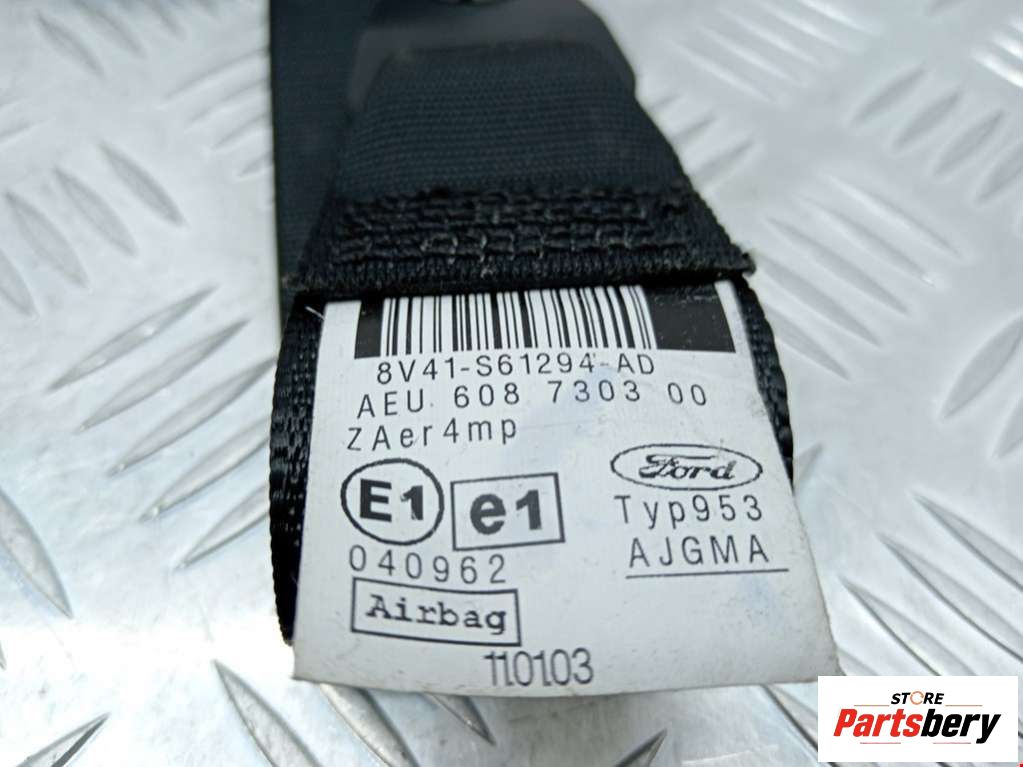 8V41-S61294-AD
AEU 608 7303 00
ZAer4mp
Ford
E1 e1
Typ953
040962
AJGMA
Airbag
110103
STORE
Partsbery